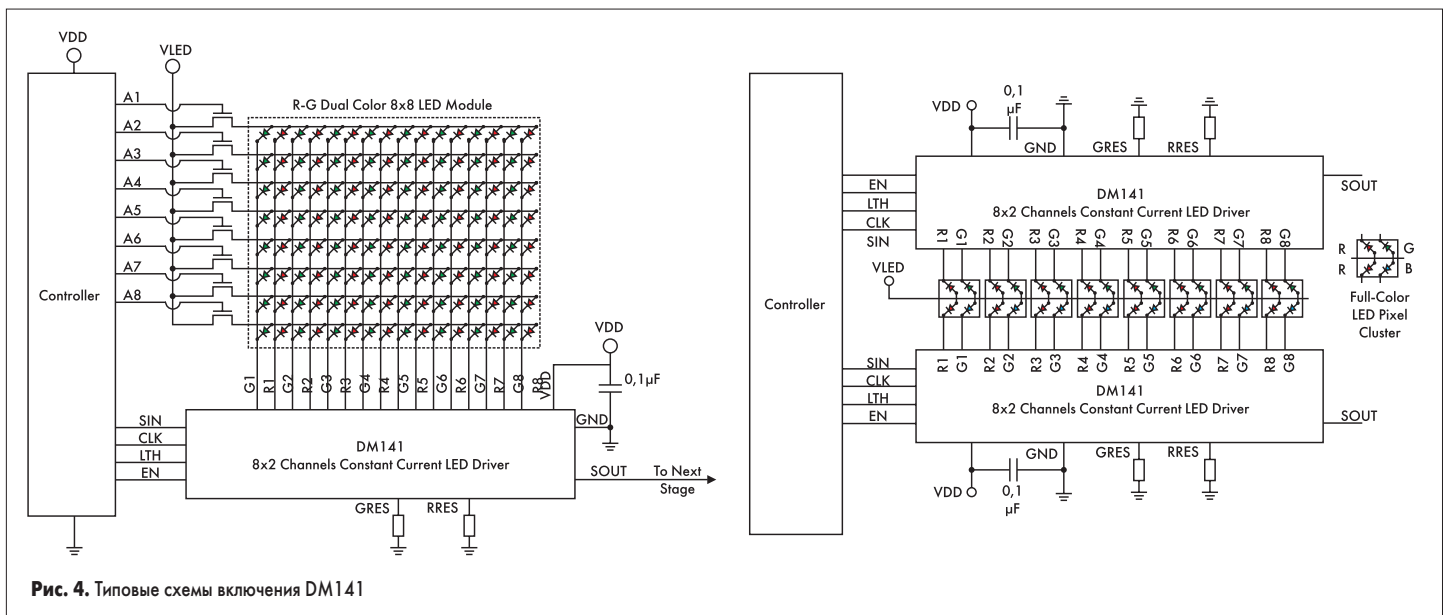 VDD
VLED
A1
A2
A3
A4
A5
A6
A7
A8
Controller
R-G Dual Color 8x8 LED Module
G1
R1
G2
R2
G3
R3
G4
R4
G5
R5
G6
R6
G7
R7
G8
R8
VDD
VDD
0,1µF
GND
SIN
CLK
LTH
EN
DM141
8x2 Channels Constant Current LED Driver
SOUT
To Next
Stage
GRES
RRES
Controller
VDD
0,1
µF
GND
GRES
RRES
EN
LTH
CLK
SIN
DM141
8x2 Channels Constant Current LED Driver
R1
G1
R2
G2
R3
G3
R4
G4
R5
G5
R6
G6
R7
G7
R8
G8
SOUT
VLED
R
G
R
B
Full-Color
LED Pixel
Cluster
R1
G1
R2
G2
R3
G3
R4
G4
R5
G5
R6
G6
R7
G7
R8
G8
SIN
CLK
LTH
EN
DM141
8x2 Channels Constant Current LED Driver
SOUT
VDD
0,1
µF
GND
GRES
RRES
Рис. 4. Типовые схемы включения DM141